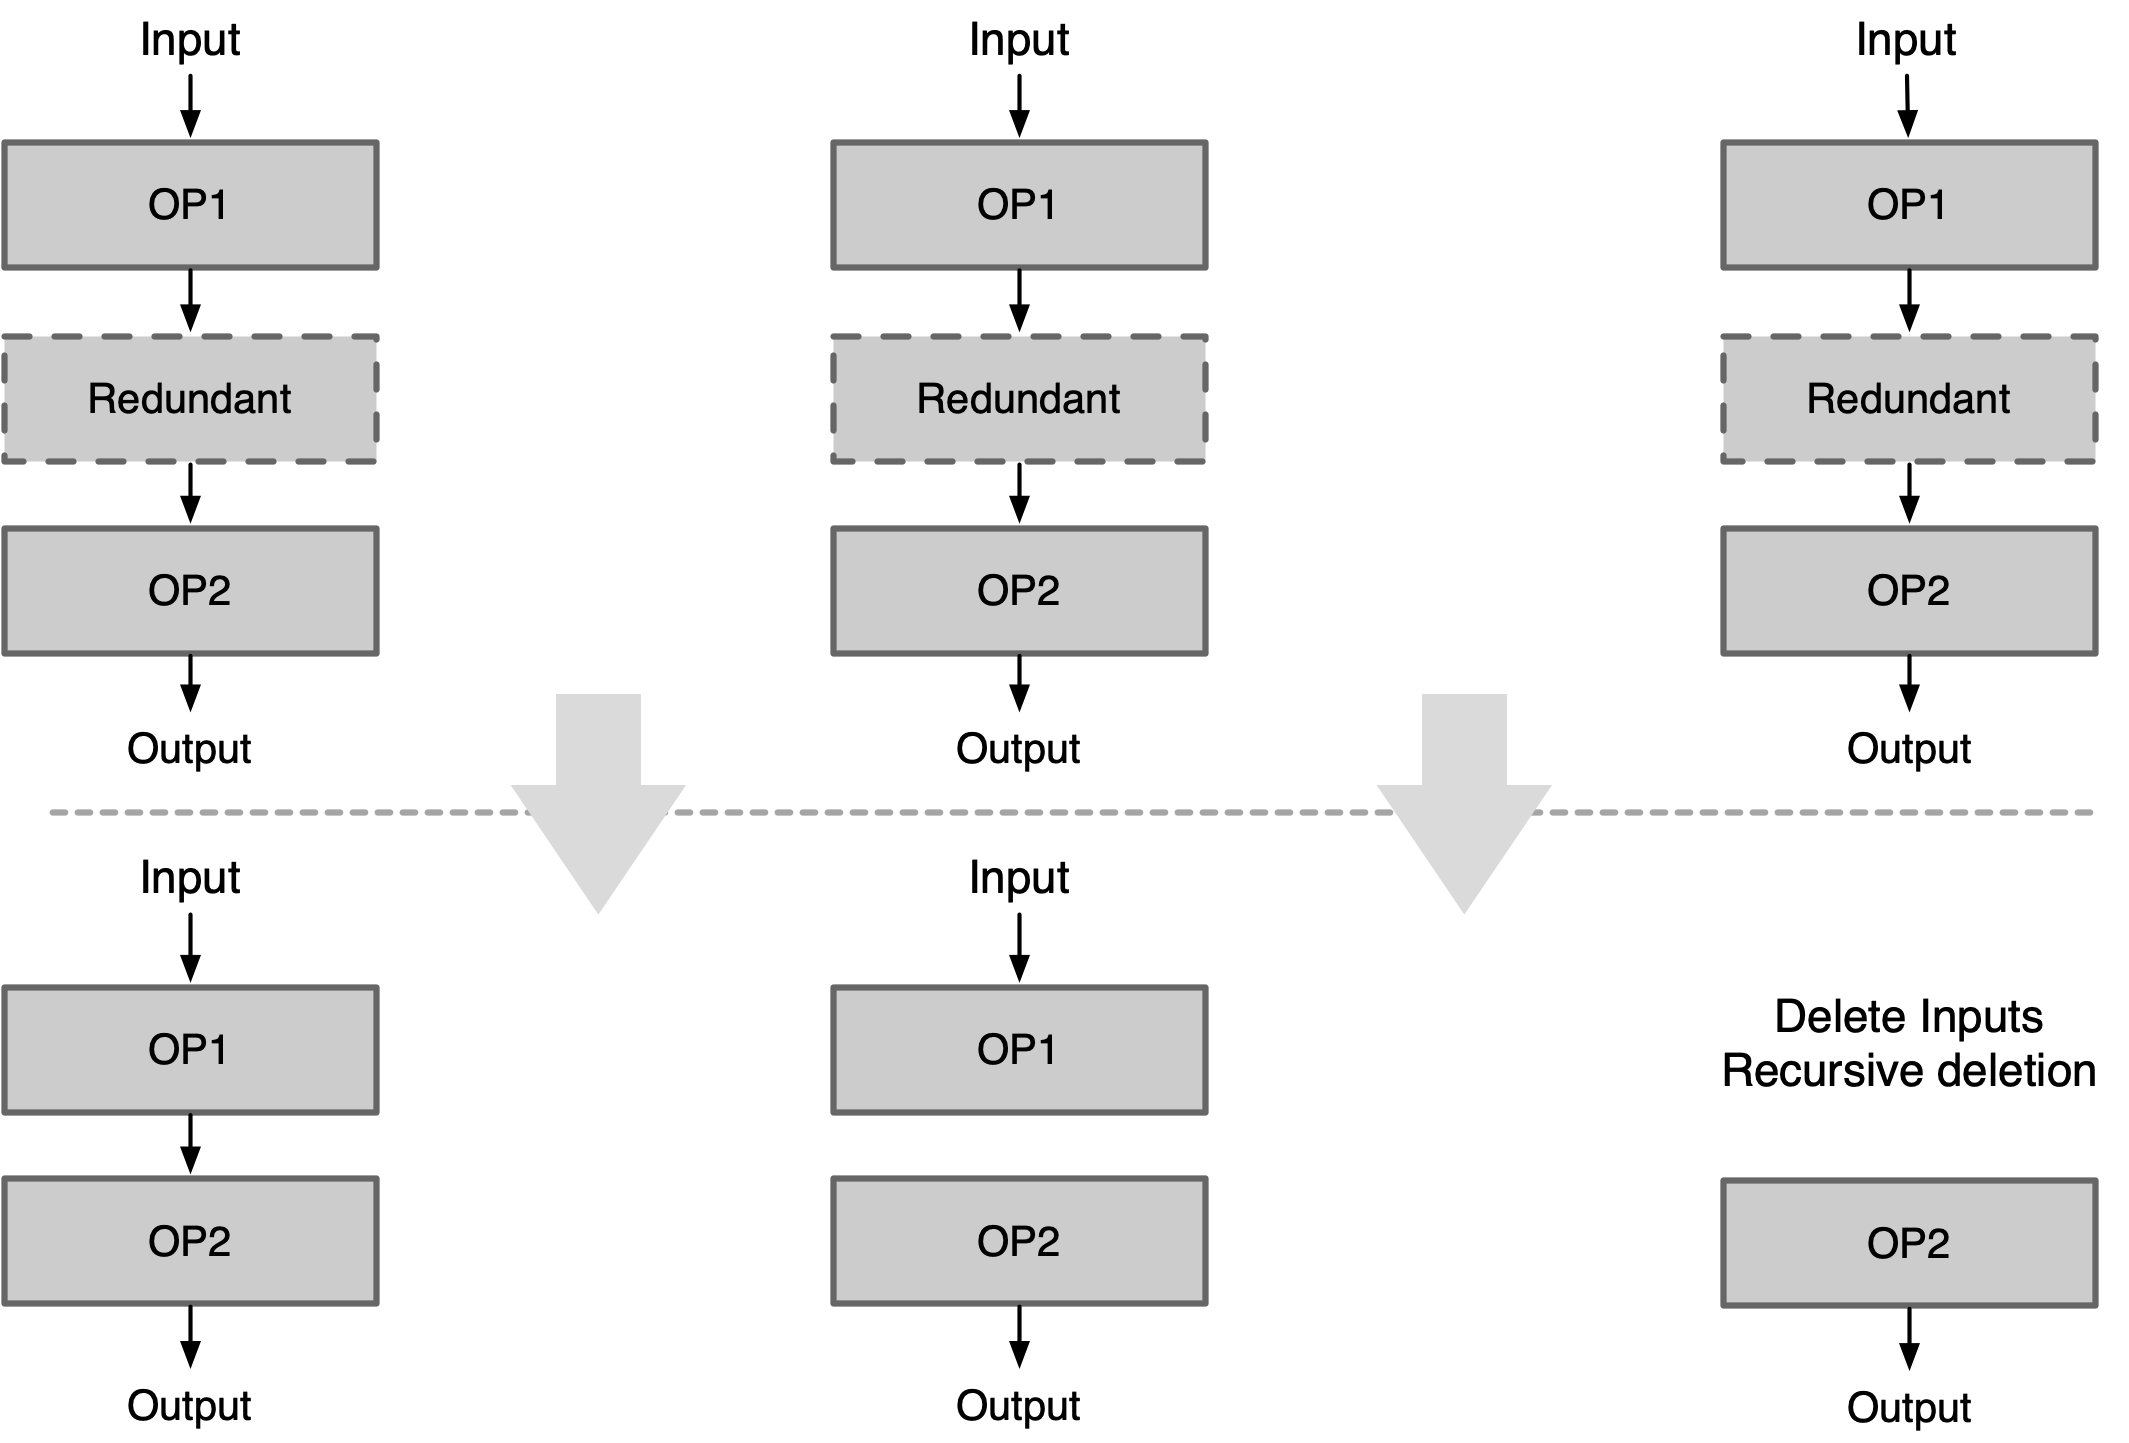 Input
Input
Input
OP1
OP1
OP1
Redundant
Redundant
Redundant
OP2
OP2
OP2
Output
Output
Output
Input
Input
OP1
OP1
Delete Inputs
Recursive deletion
OP2
OP2
OP2
Output
Output
Output